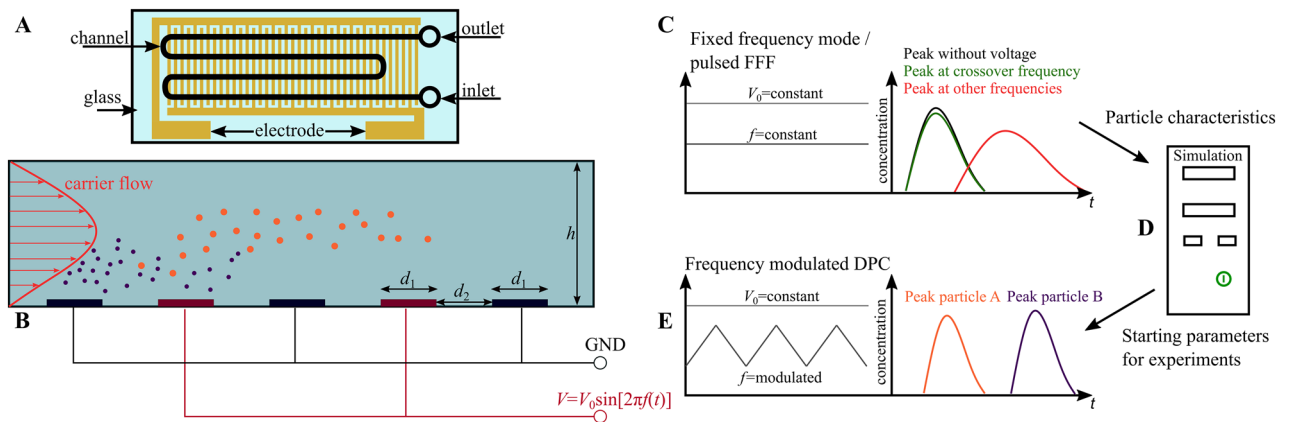 A
channel
glass
electrode
outlet
inlet
B
carrier flow
h
d1
d2
d1
GND
V=V0sin[2πf(t)]
C
Fixed frequency mode /
pulsed FFF
V0=constant
f=constant
concentration
Peak without voltage
Peak at crossover frequency
Peak at other frequencies
t
Particle characteristics
D
Simulation
Starting parameters
for experiments
E
Frequency modulated DPC
V0=constant
f=modulated
concentration
Peak particle A
Peak particle B
t